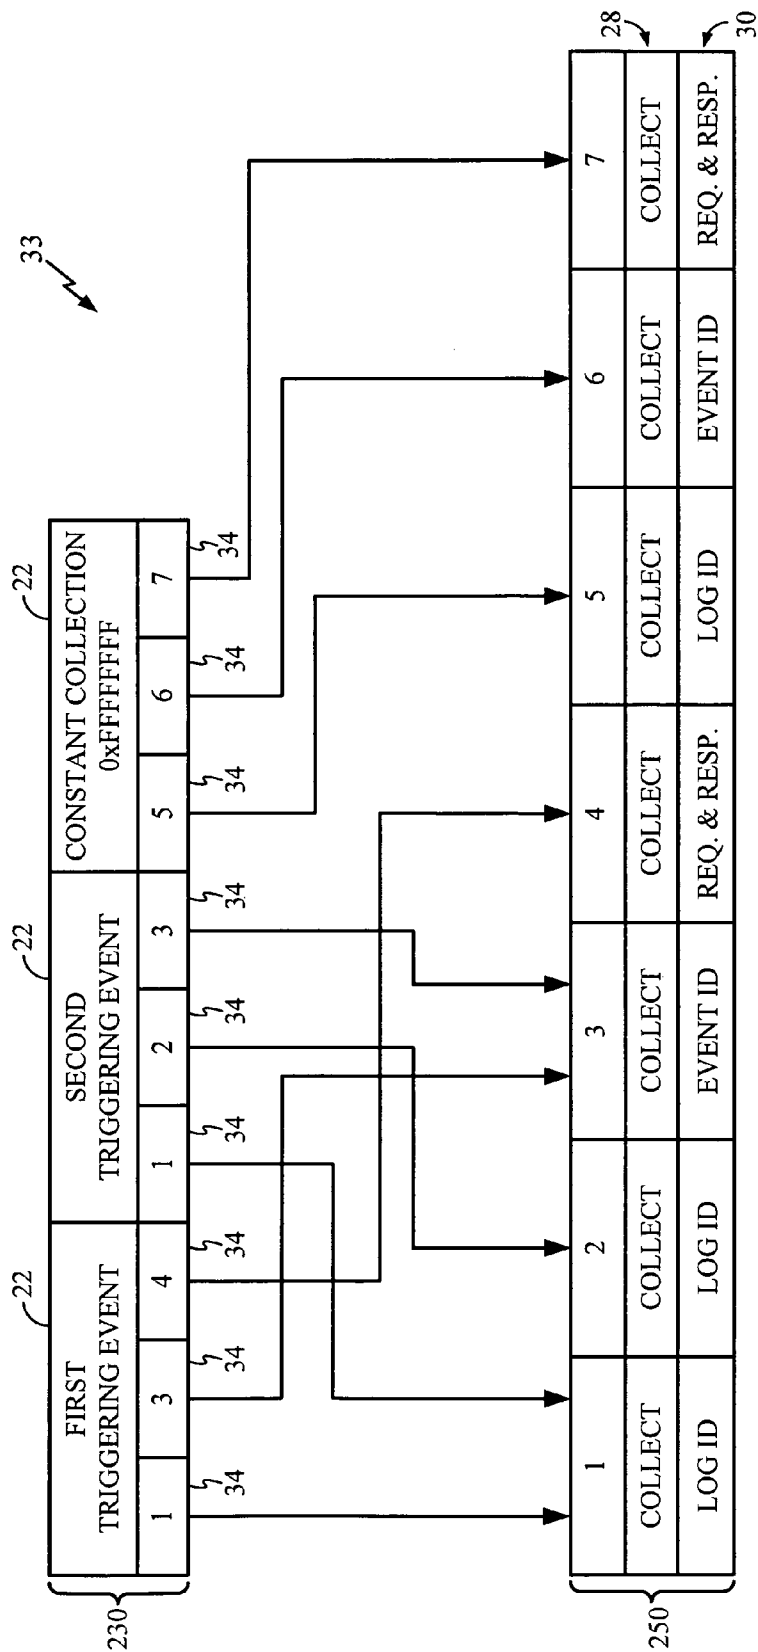 33
22
22
22
230
FIRST
TRIGGERING EVENT
SECOND
TRIGGERING EVENT
CONSTANT COLLECTION
0xFFFFFFFF
1 3 4 1 2 3 5 6 7
34 34 34 34 34 34 34 34 34
250
1 2 3 4 5 6 7
COLLECT COLLECT COLLECT COLLECT COLLECT COLLECT COLLECT
28
LOG ID LOG ID EVENT ID REQ. & RESP. LOG ID EVENT ID REQ. & RESP.
30